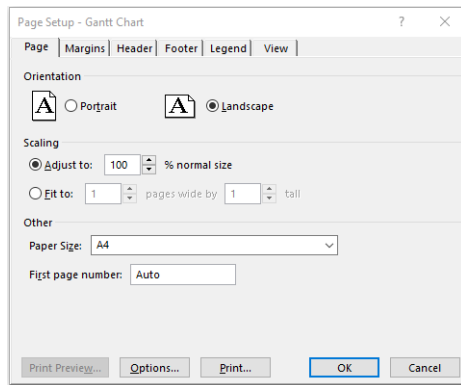 Page Setup - Gantt Chart ? ×
Page Margins Header Footer Legend View
Orientation
A Portrait A Landscape
Scaling
Adjust to: 100 % normal size
Fit to: 1 pages wide by 1 tall
Other
Paper Size: A4
First page number: Auto
Print Preview... Options... Print... OK Cancel